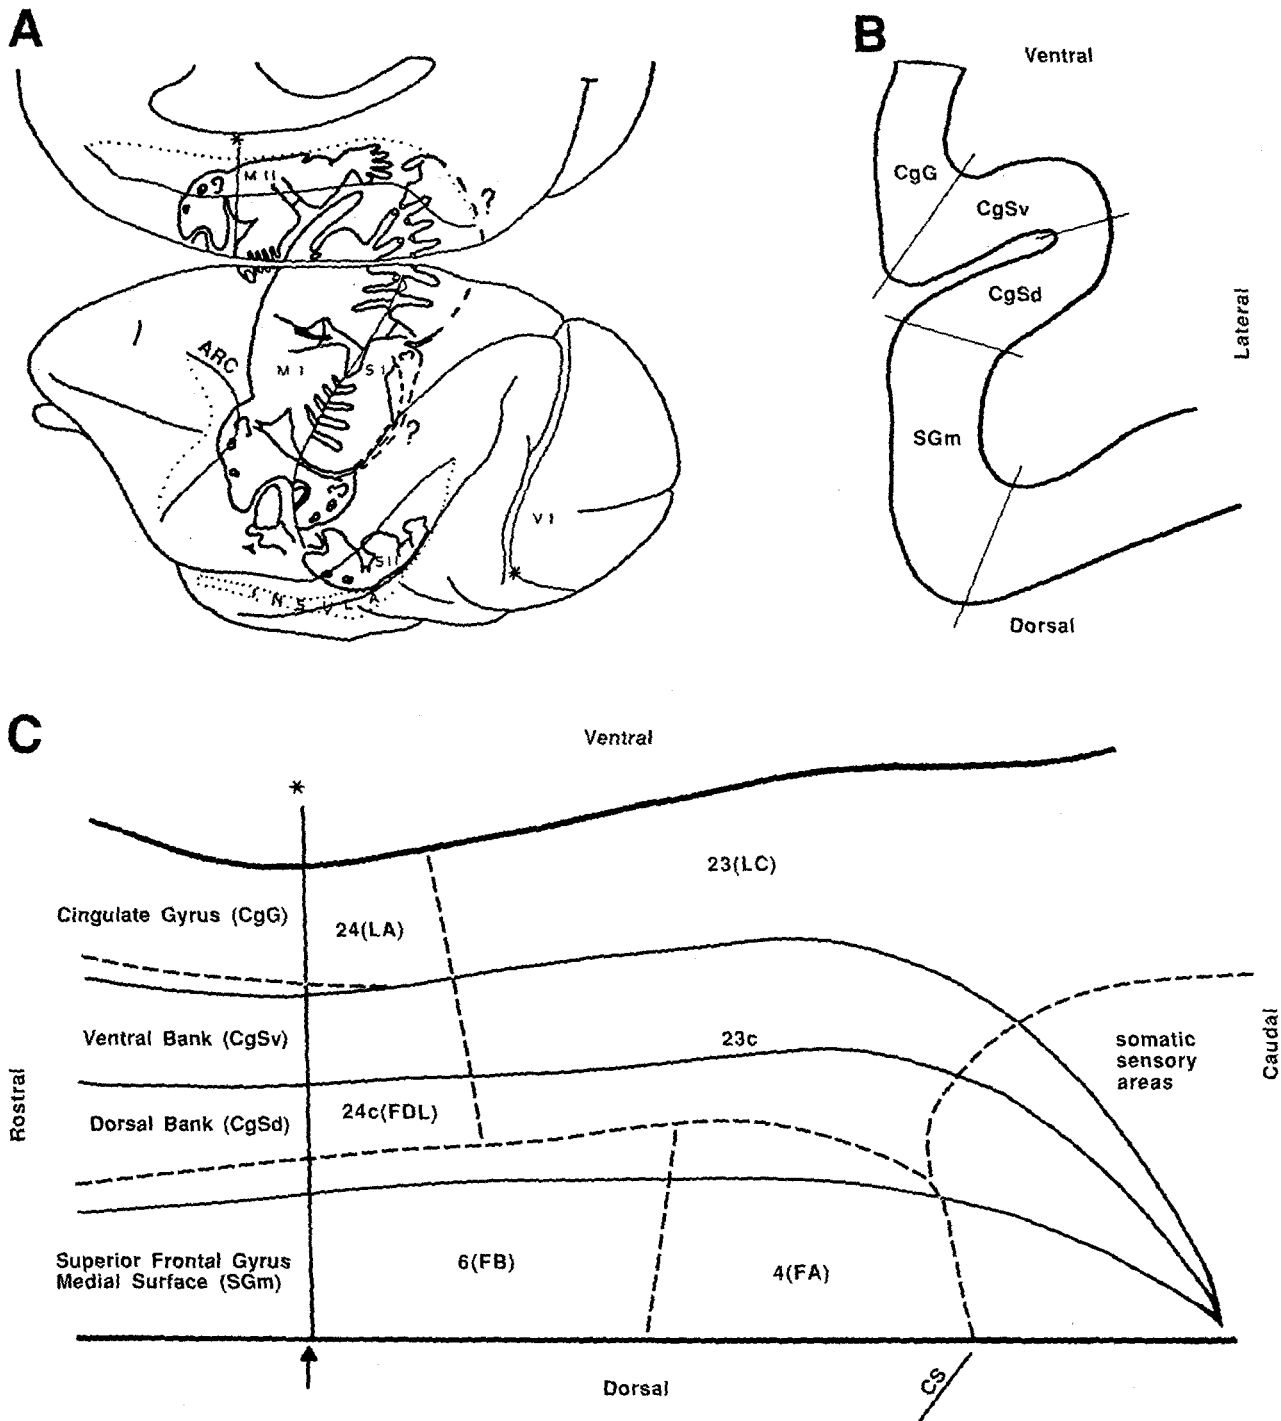 A
*
M II
?
ARC
M I
S I
?
V I
*
S II
I N S U L A
B
Ventral
CgG
CgSv
CgSd
Lateral
SGm
Dorsal
C
Ventral
*
23(LC)
Cingulate Gyrus (CgG)
24(LA)
Ventral Bank (CgSv)
23c
somatic
sensory
areas
Caudal
Rostral
Dorsal Bank (CgSd)
24c(FDL)
Superior Frontal Gyrus
Medial Surface (SGm)
6(FB)
4(FA)
Dorsal
CS